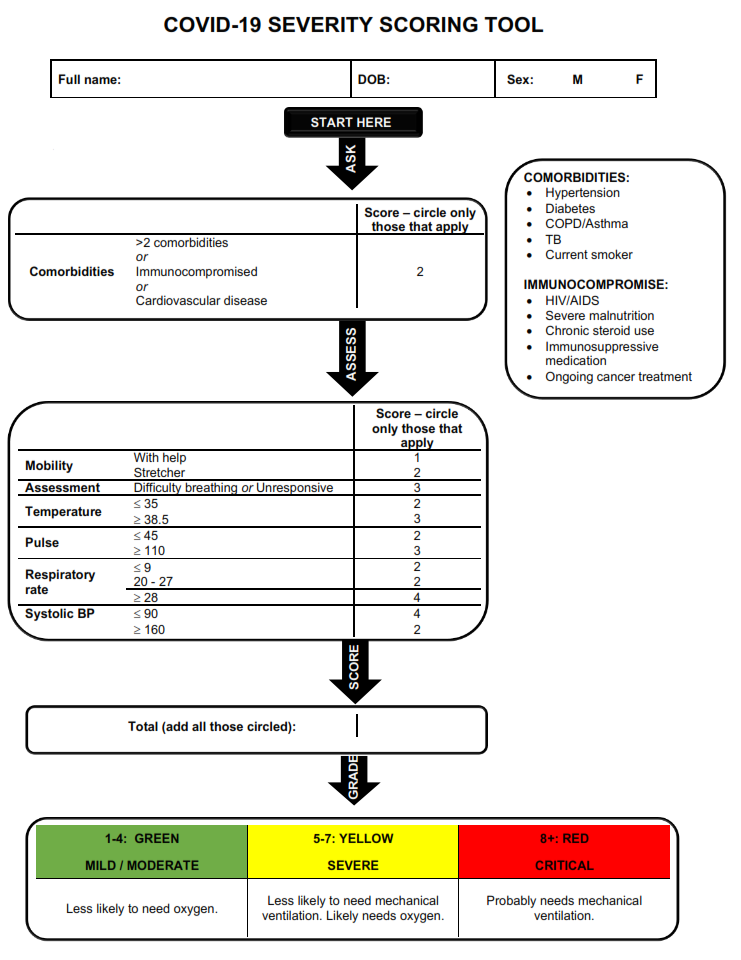 COVID-19 SEVERITY SCORING TOOL
Full name: DOB: Sex: M F
START HERE
ASK
Score – circle only
those that apply
Comorbidities
>2 comorbidities
or
Immunocompromised
or
Cardiovascular disease
2
COMORBIDITIES:
• Hypertension
• Diabetes
• COPD/Asthma
• TB
• Current smoker
IMMUNOCOMPROMISE:
• HIV/AIDS
• Severe malnutrition
• Chronic steroid use
• Immunosuppressive
medication
• Ongoing cancer treatment
ASSESS
Score – circle
only those that
apply
Mobility
With help 1
Stretcher 2
Assessment Difficulty breathing or Unresponsive 3
Temperature
≤ 35 2
≥ 38.5 3
Pulse
≤ 45 2
≥ 110 3
Respiratory
rate
≤ 9 2
20 - 27 2
≥ 28 4
Systolic BP ≤ 90 4
≥ 160 2
SCORE
Total (add all those circled):
GRADE
1-4: GREEN
MILD / MODERATE
Less likely to need oxygen.
5-7: YELLOW
SEVERE
Less likely to need mechanical
ventilation. Likely needs oxygen.
8+: RED
CRITICAL
Probably needs mechanical
ventilation.